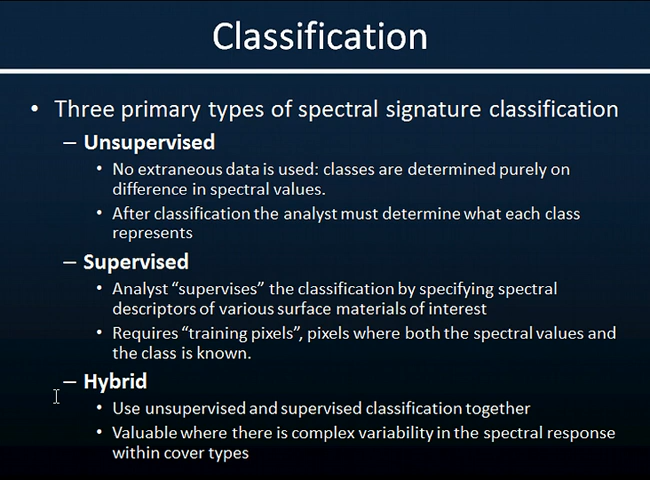 Classification
• Three primary types of spectral signature classification
– Unsupervised
• No extraneous data is used: classes are determined purely on
difference in spectral values.
• After classification the analyst must determine what each class
represents
– Supervised
• Analyst “supervises” the classification by specifying spectral
descriptors of various surface materials of interest
• Requires “training pixels”, pixels where both the spectral values and
the class is known.
– Hybrid
• Use unsupervised and supervised classification together
• Valuable where there is complex variability in the spectral response
within cover types